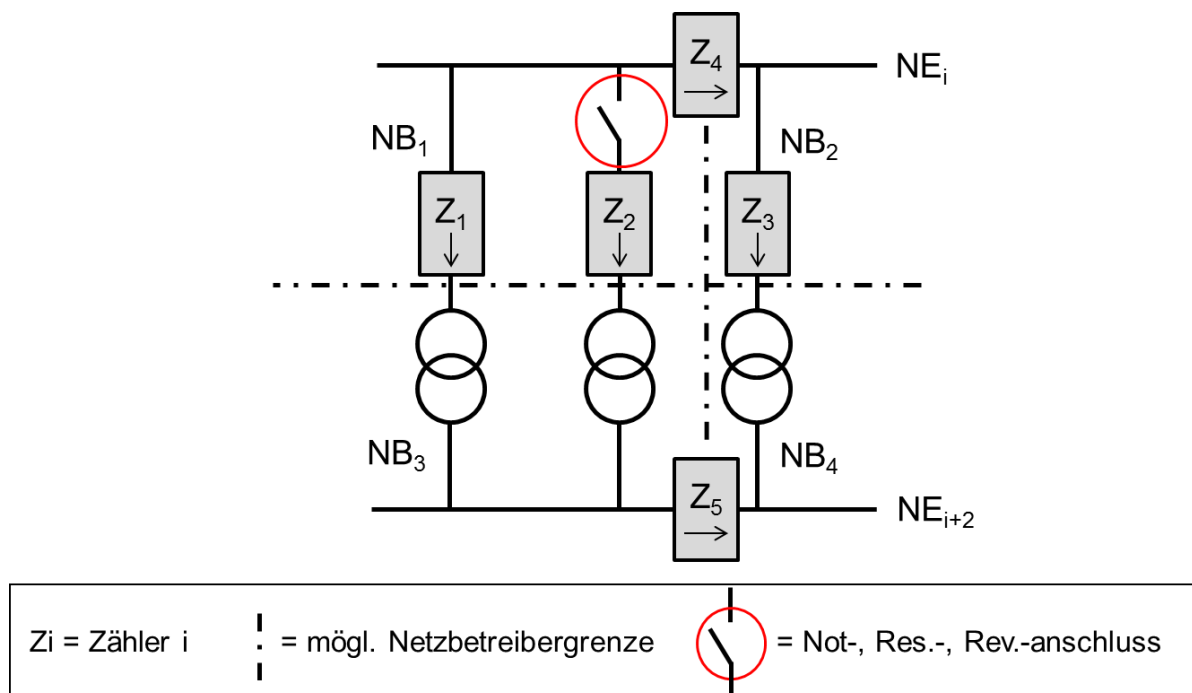 Z₄
NEᵢ
NB₁
NB₂
Z₁
Z₂
Z₃
NB₃
NB₄
Z₅
NEᵢ₊₂
Zi = Zähler i
= mögl. Netzbetreibergrenze
= Not-, Res.-, Rev.-anschluss